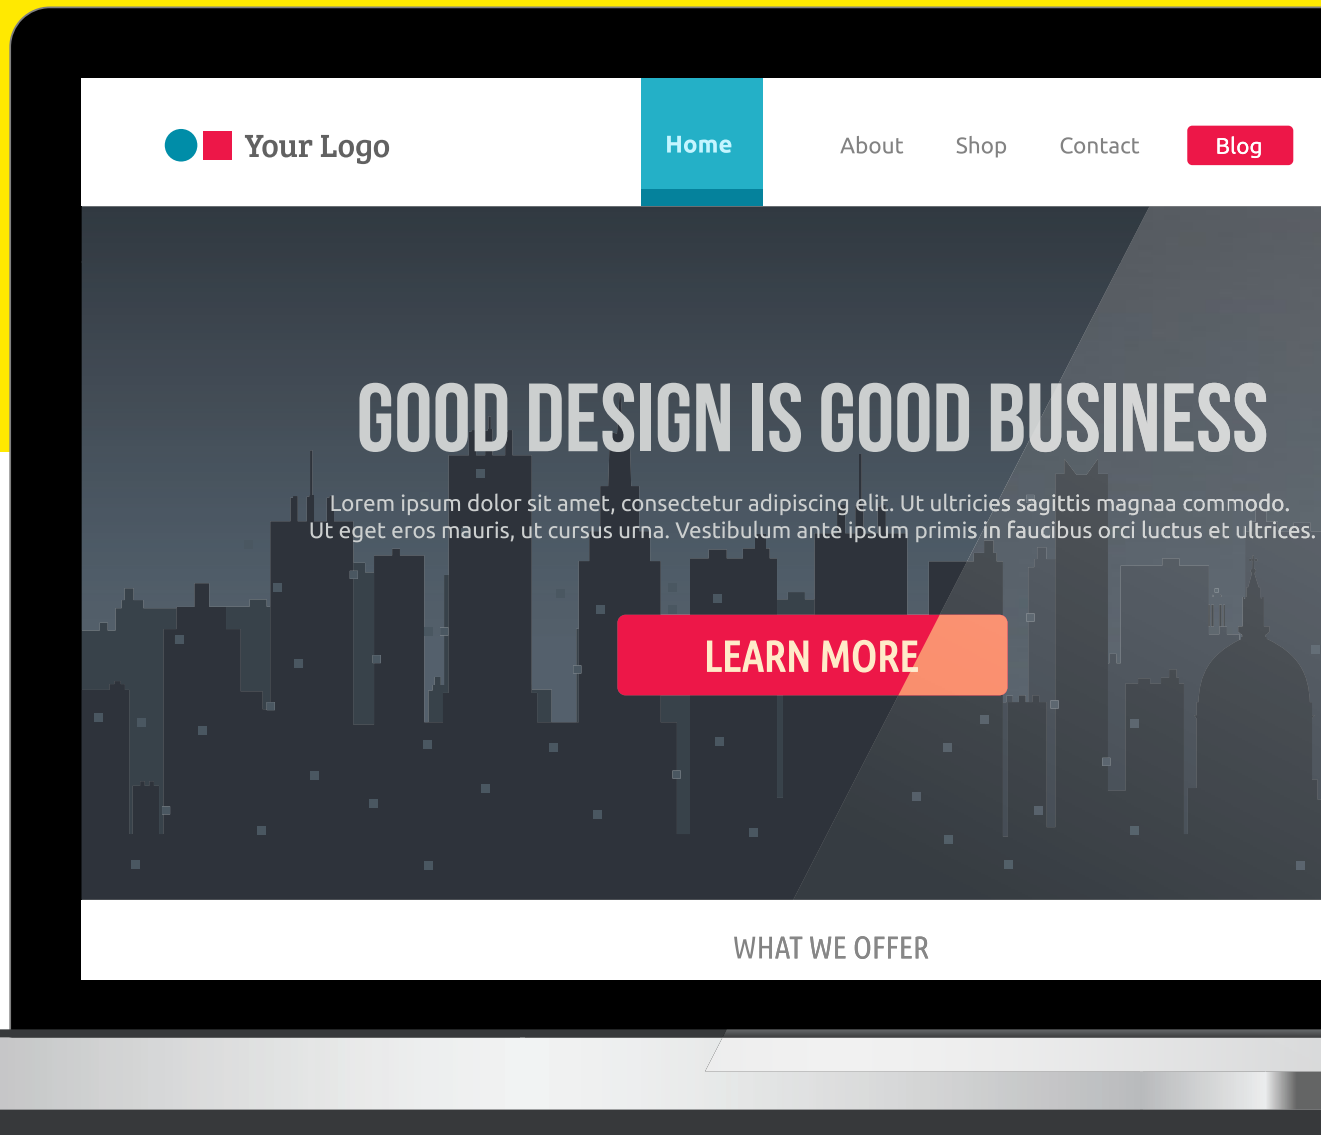 Your Logo
Home
About
Shop
Contact
Blog
GOOD DESIGN IS GOOD BUSINESS
Lorem ipsum dolor sit amet, consectetur adipiscing elit. Ut ultricies sagittis magnaa commodo.
Ut eget eros mauris, ut cursus urna. Vestibulum ante ipsum primis in faucibus orci luctus et ultrices.
LEARN MORE
WHAT WE OFFER